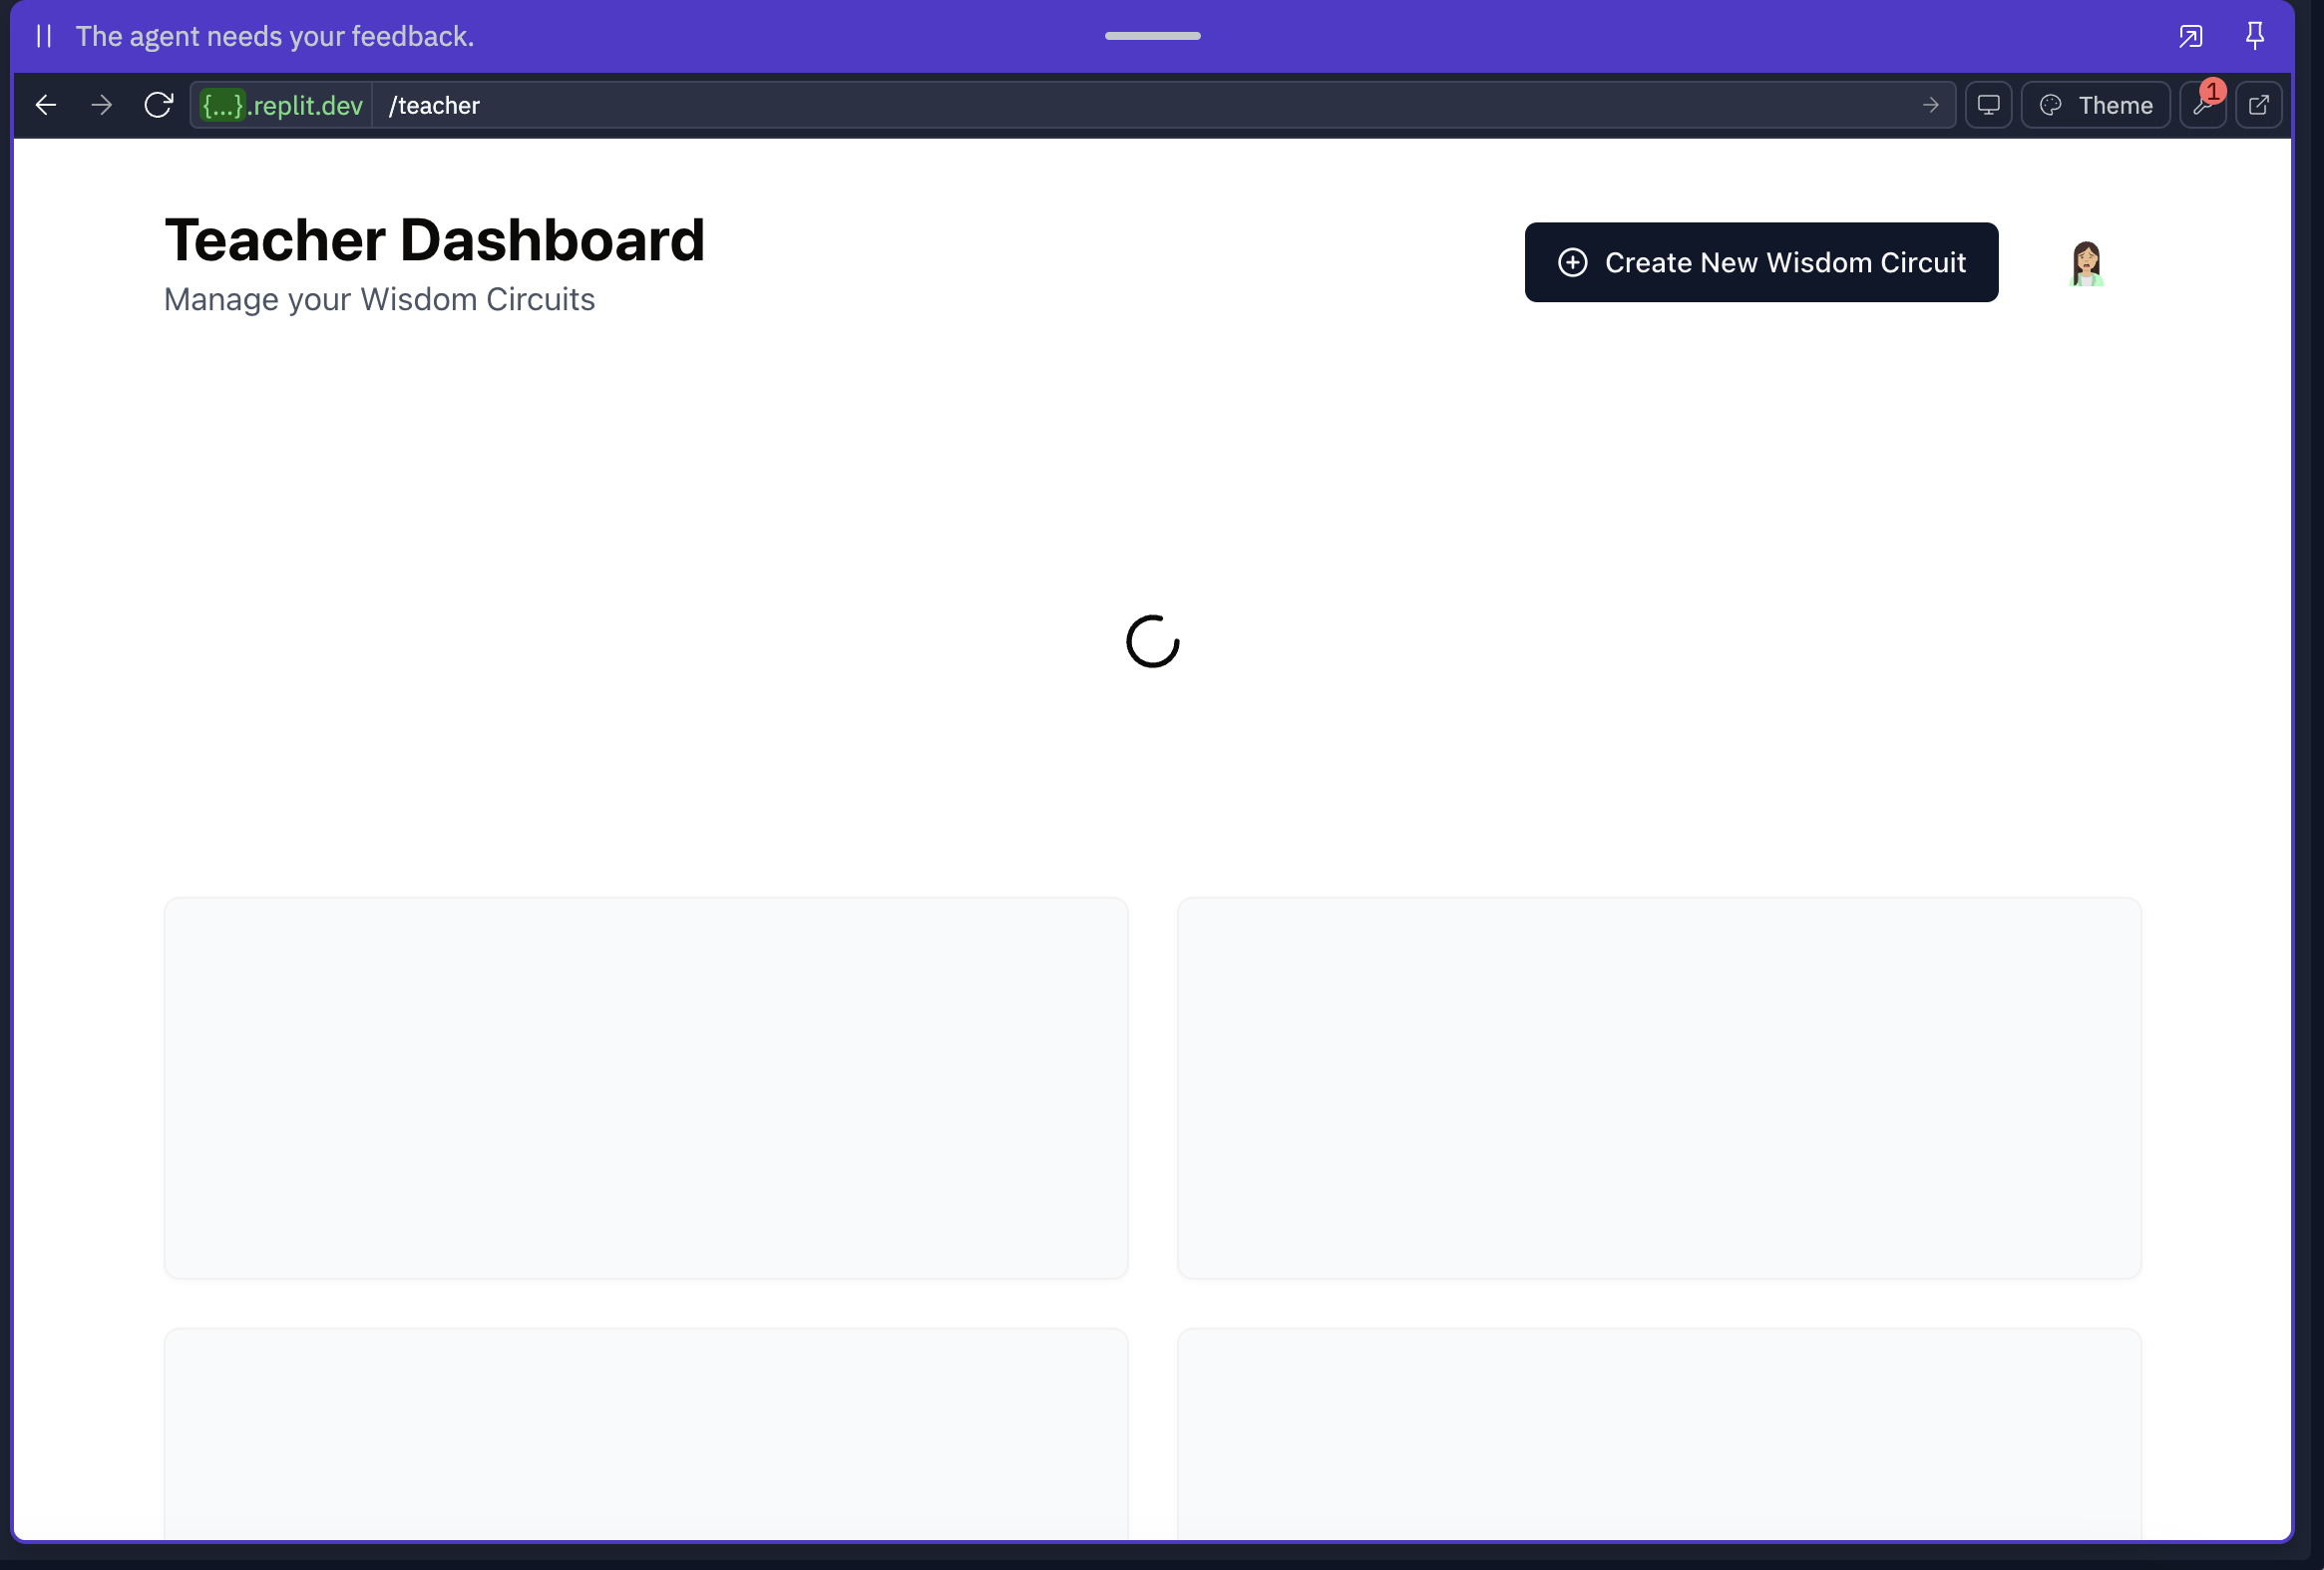 The agent needs your feedback.
{...}.replit.dev /teacher
Theme
1
Teacher Dashboard
Manage your Wisdom Circuits
Create New Wisdom Circuit